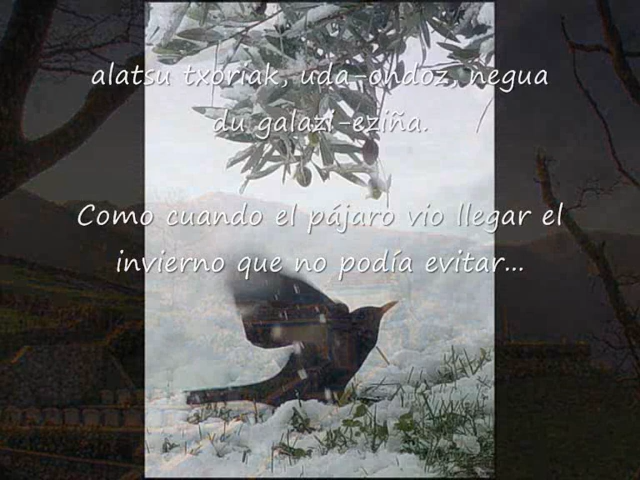 alatsu txoriak, uda-ondoz, negua
du galazi-eziña.
Como cuando el pájaro vio llegar el
invierno que no podía evitar...